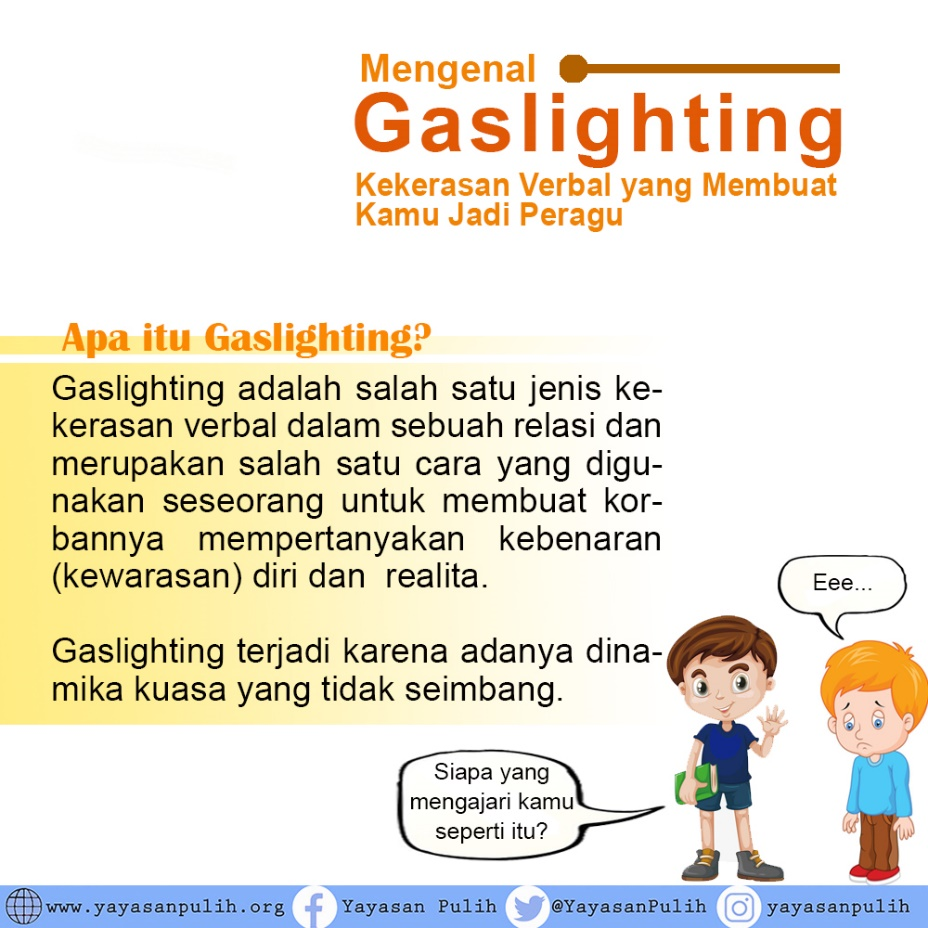 Mengenal
Gaslighting
Kekerasan Verbal yang Membuat
Kamu Jadi Peragu
Apa itu Gaslighting?
Gaslighting adalah salah satu jenis ke-
kerasan verbal dalam sebuah relasi dan
merupakan salah satu cara yang digu-
nakan seseorang untuk membuat kor-
bannya mempertanyakan kebenaran
(kewarasan) diri dan realita.
Gaslighting terjadi karena adanya dina-
mika kuasa yang tidak seimbang.
Eee...
Siapa yang
mengajari kamu
seperti itu?
www.yayasanpulih.org Yayasan Pulih @YayasanPulih yayasanpulih